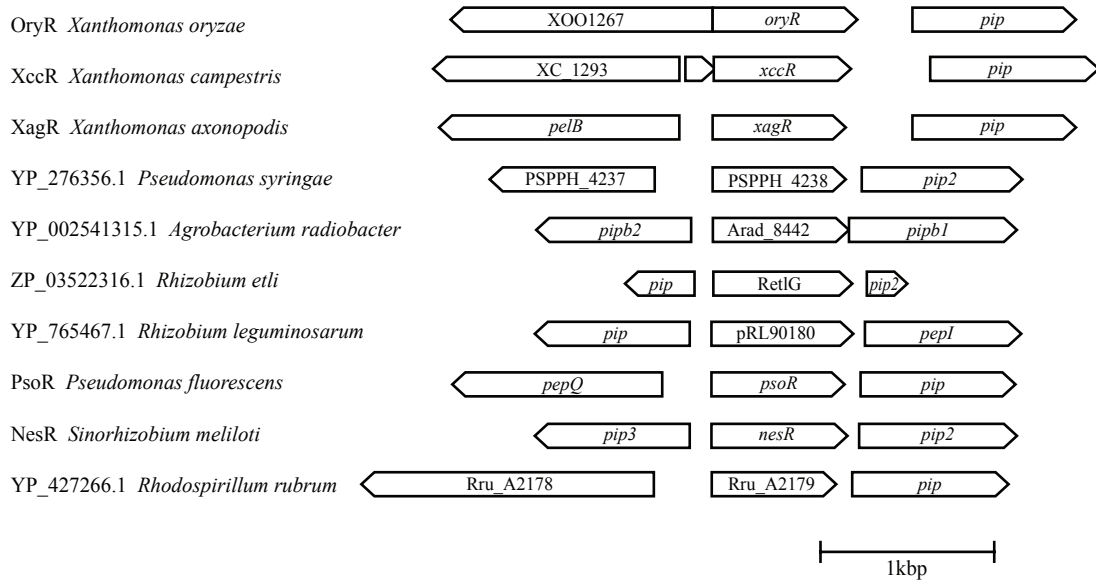 OryR Xanthomonas oryzae XOO1267 oryR pip
XccR Xanthomonas campestris XC_1293 xccR pip
XagR Xanthomonas axonopodis pelB xagR pip
YP_276356.1 Pseudomonas syringae PSPPH_4237 PSPPH_4238 pip2
YP_002541315.1 Agrobacterium radiobacter pipb2 Arad_8442 pipb1
ZP_03522316.1 Rhizobium etli pip RetlG pip2
YP_765467.1 Rhizobium leguminosarum pip pRL90180 pepI
PsoR Pseudomonas fluorescens pepQ psoR pip
NesR Sinorhizobium meliloti pip3 nesR pip2
YP_427266.1 Rhodospirillum rubrum Rru_A2178 Rru_A2179 pip
1kbp